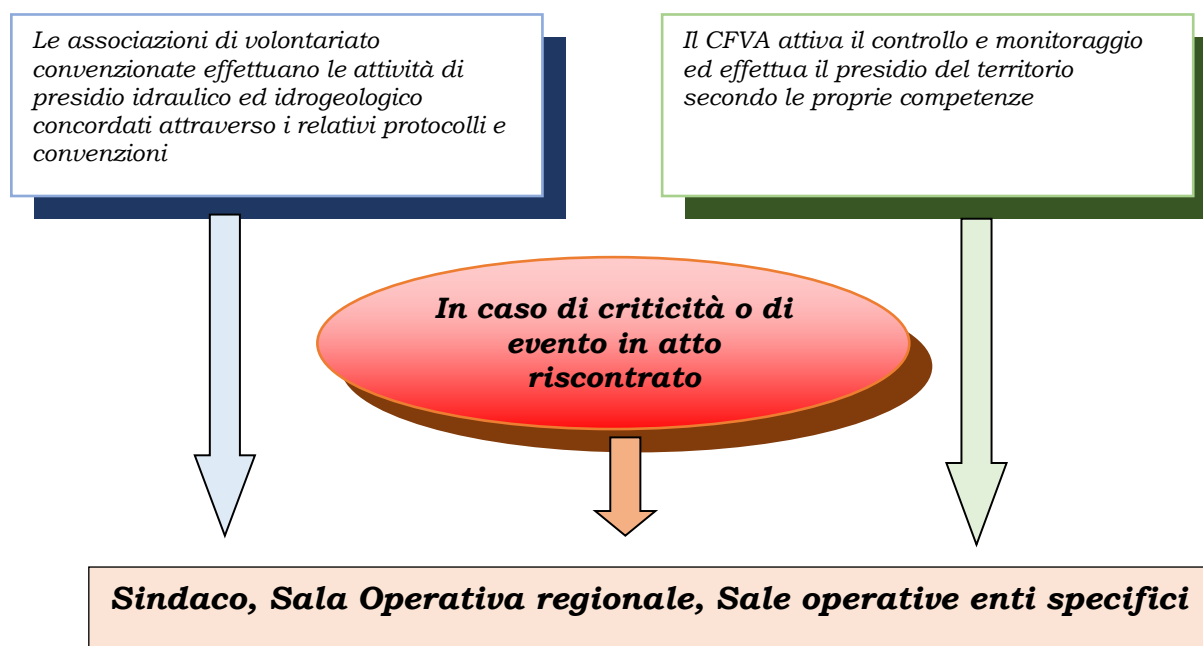 Le associazioni di volontariato
convenzionate effettuano le attività di
presidio idraulico ed idrogeologico
concordati attraverso i relativi protocolli e
convenzioni
Il CFVA attiva il controllo e monitoraggio
ed effettua il presidio del territorio
secondo le proprie competenze
In caso di criticità o di
evento in atto
riscontrato
Sindaco, Sala Operativa regionale, Sale operative enti specifici